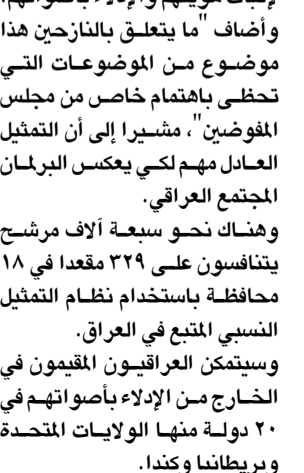 لإثبات هويتهم والإدلاء بأصواتهم.
وأضاف "ما يتعلق بالنازحين هذا
موضوع من الموضوعات التي
تحظى باهتمام خاص من مجلس
المفوضين"، مشيرا إلى أن التمثيل
العادل مهم لكي يعكس البرلمان
المجتمع العراقي.
وهناك نحو سبعة آلاف مرشح
يتنافسون على ٣٢٩ مقعدا في ١٨
محافظة باستخدام نظام التمثيل
النسبي المتبع في العراق.
وسيتمكن العراقيون المقيمون في
الخارج من الإدلاء بأصواتهم في
٢٠ دولة منها الولايات المتحدة
وبريطانيا وكندا.